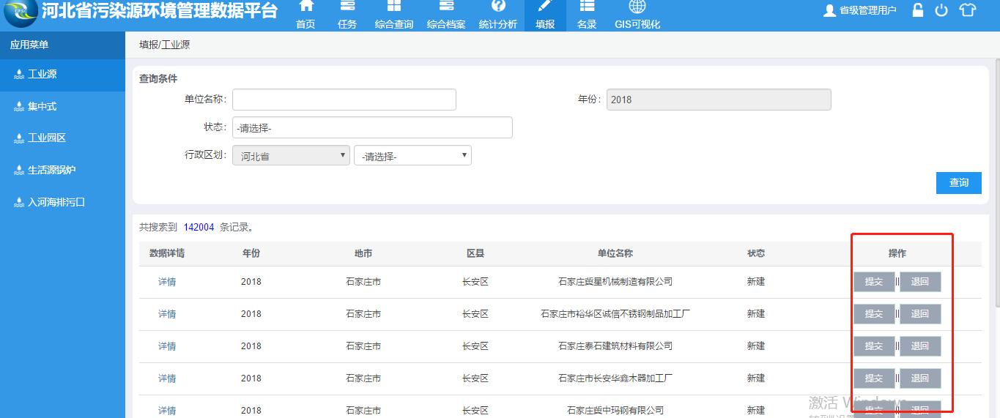 CPSC
河北省污染源环境管理数据平台
首页 任务 综合查询 综合档案 统计分析 填报 名录 GIS可视化
省级管理用户
应用菜单
填报/工业源
工业源
集中式
工业园区
生活源锅炉
入河海排污口
查询条件
单位名称: 年份: 2018
状态: -请选择-
行政区划: 河北省 -请选择-
查询
共搜索到 142004 条记录。
数据详情 年份 地市 区县 单位名称 状态 操作
详情 2018 石家庄市 长安区 石家庄冀星机械制造有限公司 新建 提交 || 退回
详情 2018 石家庄市 长安区 石家庄市裕华区诚信不锈钢制品加工厂 新建 提交 || 退回
详情 2018 石家庄市 长安区 石家庄泰石建筑材料有限公司 新建 提交 || 退回
详情 2018 石家庄市 长安区 石家庄市长安华鑫木器加工厂 新建 提交 || 退回
详情 2018 石家庄市 长安区 石家庄冀中玛钢有限公司 新建 提交 || 退回
激活 Windows